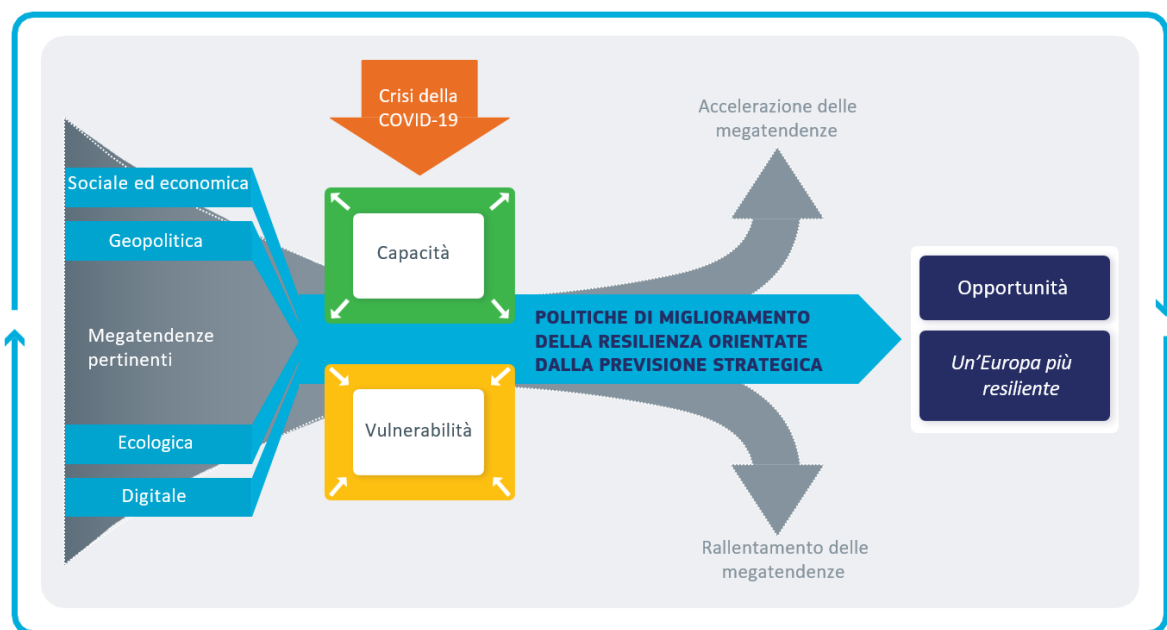 Crisi della
COVID-19
Accelerazione delle
megatendenze
Sociale ed economica
Geopolitica
Megatendenze
pertinenti
Ecologica
Digitale
Capacità
Vulnerabilità
POLITICHE DI MIGLIORAMENTO
DELLA RESILIENZA ORIENTATE
DALLA PREVISIONE STRATEGICA
Opportunità
Un’Europa più
resiliente
Rallentamento delle
megatendenze